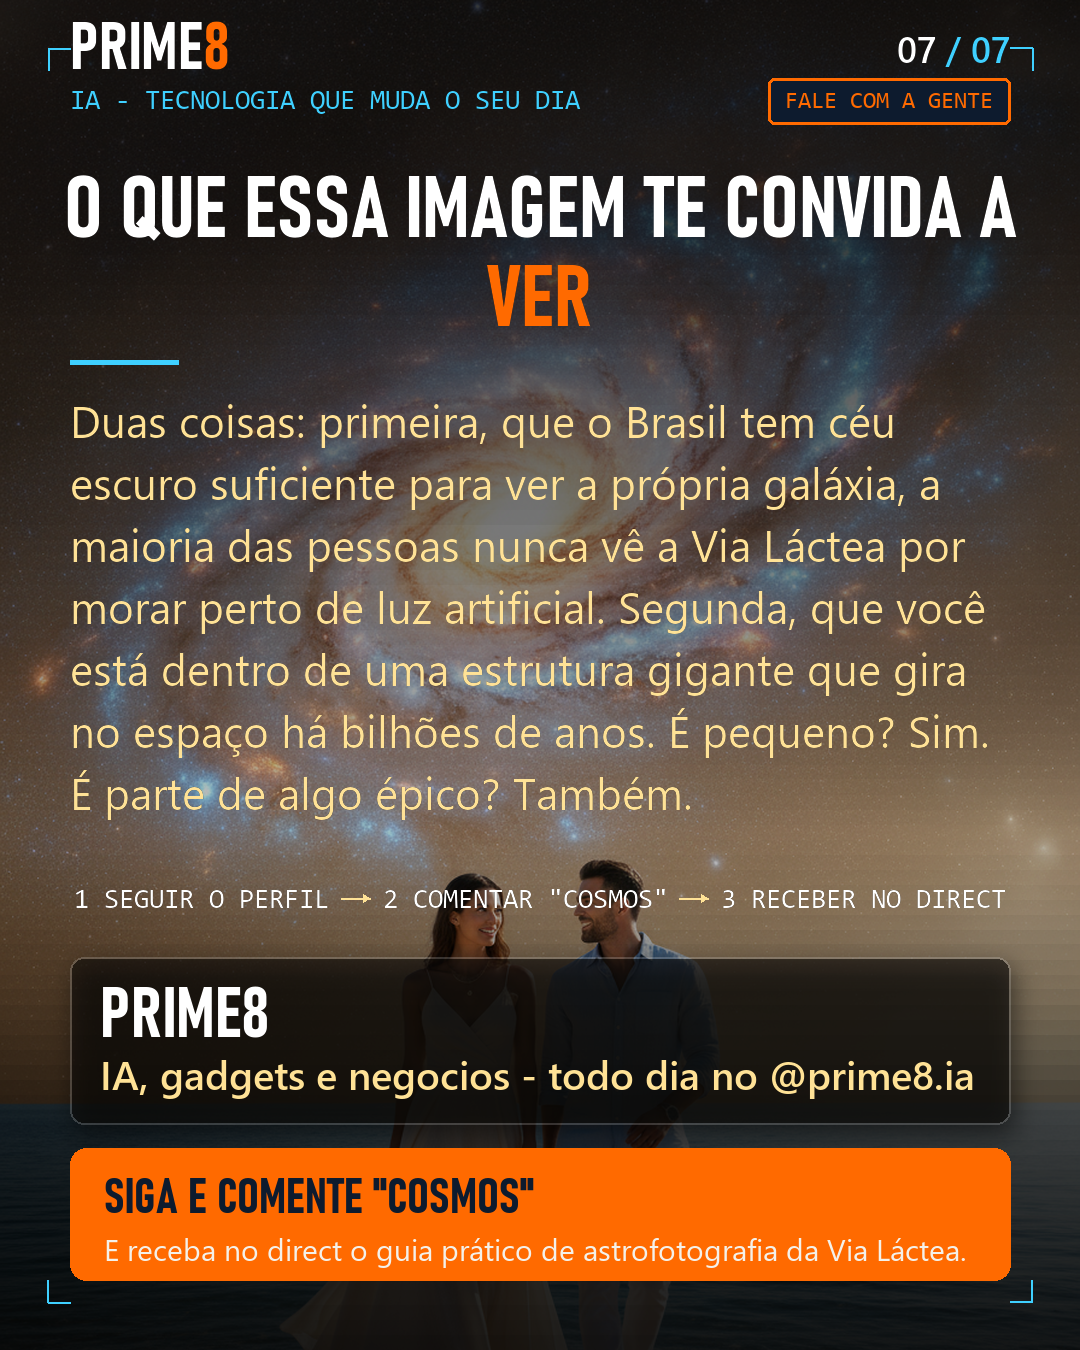 PRIME8
07 / 07
IA - TECNOLOGIA QUE MUDA O SEU DIA
FALE COM A GENTE
O QUE ESSA IMAGEM TE CONVIDA A
VER
Duas coisas: primeira, que o Brasil tem céu
escuro suficiente para ver a própria galáxia, a
maioria das pessoas nunca vê a Via Láctea por
morar perto de luz artificial. Segunda, que você
está dentro de uma estrutura gigante que gira
no espaço há bilhões de anos. É pequeno? Sim.
É parte de algo épico? Também.
1 SEGUIR O PERFIL → 2 COMENTAR "COSMOS" → 3 RECEBER NO DIRECT
PRIME8
IA, gadgets e negocios - todo dia no @prime8.ia
SIGA E COMENTE "COSMOS"
E receba no direct o guia prático de astrofotografia da Via Láctea.